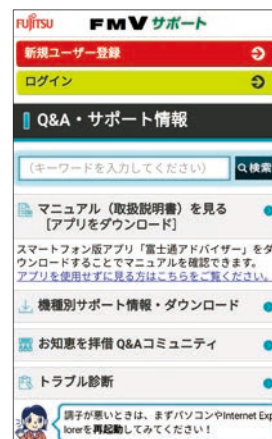 FUJITSU FMVサポート
新規ユーザー登録
ログイン
Q&A・サポート情報
(キーワードを入力してください) 検索
マニュアル(取扱説明書)を見る
[アプリをダウンロード]
スマートフォン版アプリ「富士通アドバイザー」をダ
ウンロードすることでマニュアルを確認できます。
アプリを使用せずに見る方はこちらをご覧ください。
機種別サポート情報・ダウンロード
お知恵を拝借 Q&Aコミュニティ
トラブル診断
調子が悪いときは、まずパソコンやInternet Exp
lorerを再起動してみてください!